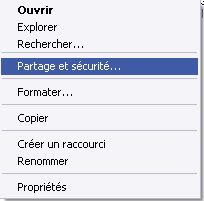 Ouvrir
Explorer
Rechercher...
Partage et sécurité...
Formater...
Copier
Créer un raccourci
Renommer
Propriétés